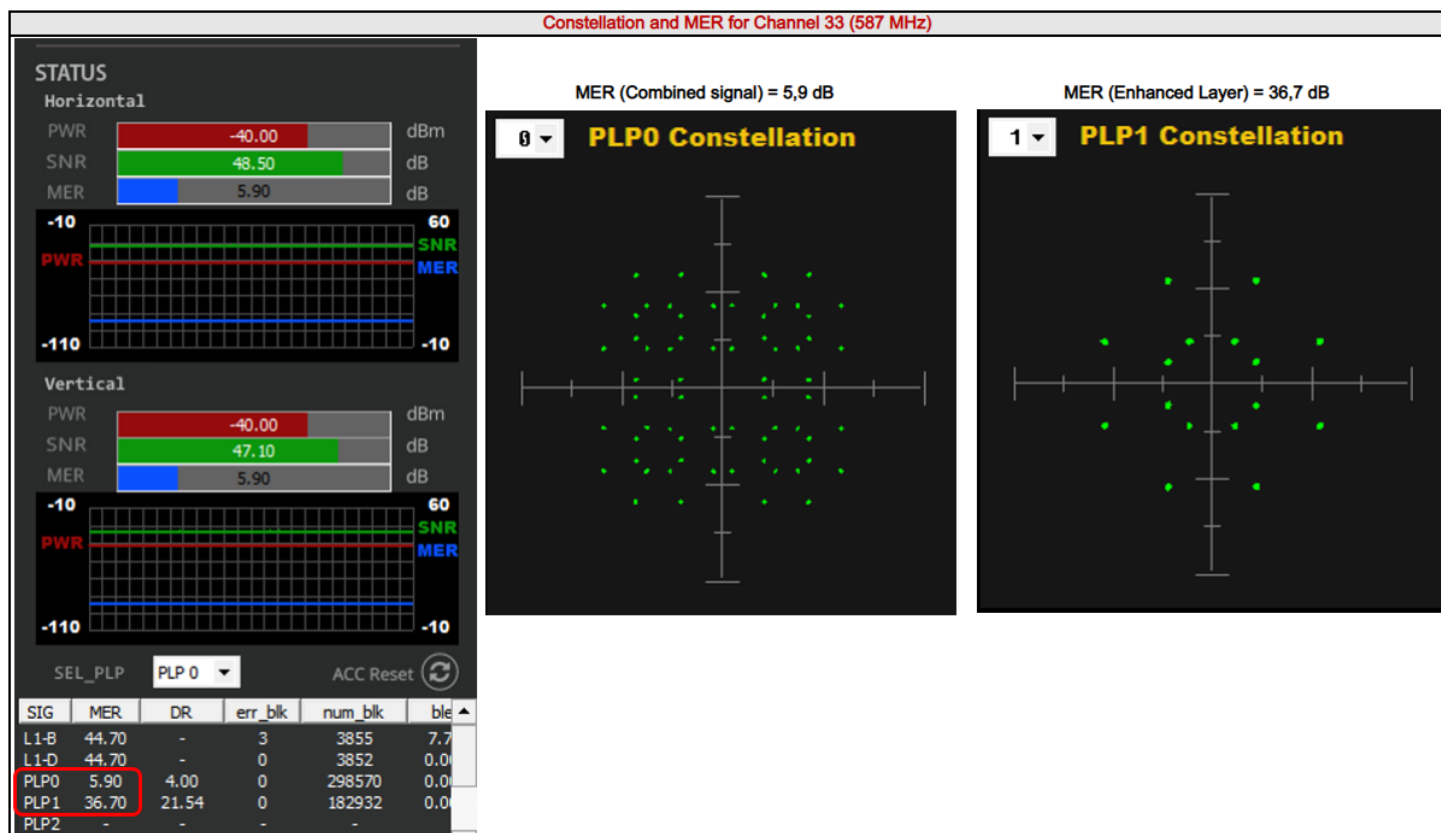 Constellation and MER for Channel 33 (587 MHz)
STATUS
Horizontal
PWR -40.00 dBm
SNR 48.50 dB
MER 5.90 dB
-10 60
SNR
PWR
MER
-110 -10
Vertical
PWR -40.00 dBm
SNR 47.10 dB
MER 5.90 dB
-10 60
SNR
PWR
MER
-110 -10
SEL_PLP PLP 0 ACC Reset
SIG MER DR err_blk num_blk ble
L1-B 44.70 - 3 3855 7.7
L1-D 44.70 - 0 3852 0.0
PLP0 5.90 4.00 0 298570 0.0
PLP1 36.70 21.54 0 182932 0.0
PLP2 - - - -
MER (Combined signal) = 5,9 dB
0 PLP0 Constellation
MER (Enhanced Layer) = 36,7 dB
1 PLP1 Constellation